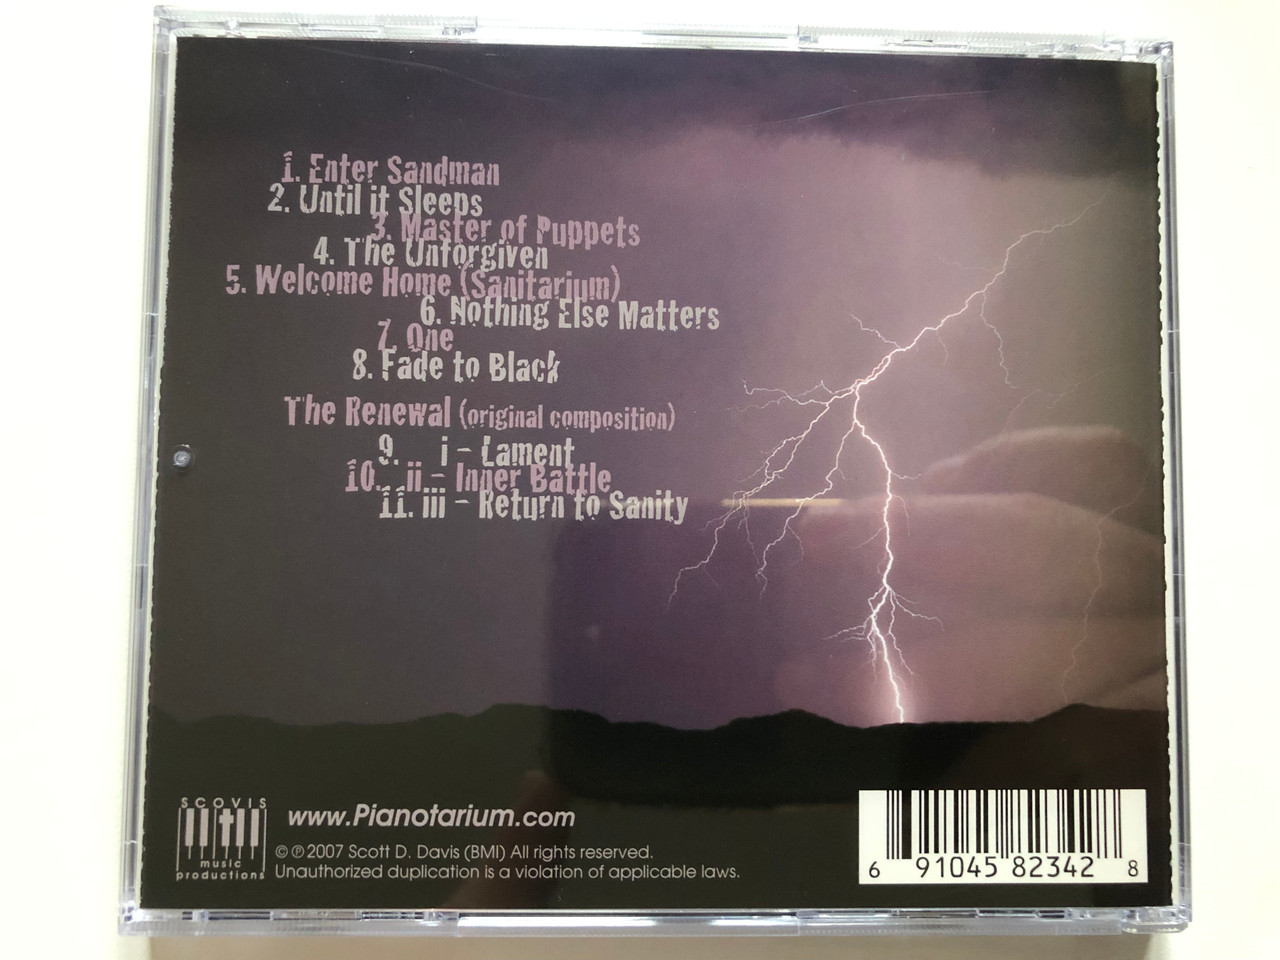 1. Enter Sandman
2. Until it Sleeps
3. Master of Puppets
4. The Unforgiven
5. Welcome Home (Sanitarium)
6. Nothing Else Matters
7. One
8. Fade to Black
The Renewal (original composition)
9. i - Lament
10. ii - Inner Battle
11. iii - Return to Sanity
SCOVIS
music
productions
www.Pianotarium.com
© ℗ 2007 Scott D. Davis (BMI) All rights reserved.
Unauthorized duplication is a violation of applicable laws.
6 91045 82342 8